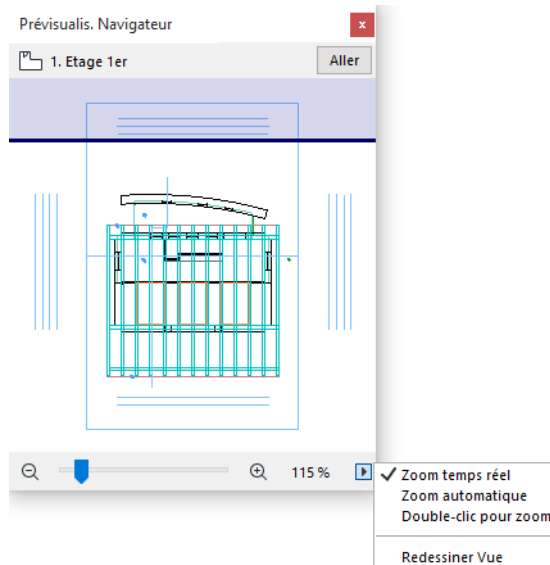 Prévisualis. Navigateur
1. Etage 1er
Aller
115 %
Zoom temps réel
Zoom automatique
Double-clic pour zoom
Redessiner Vue